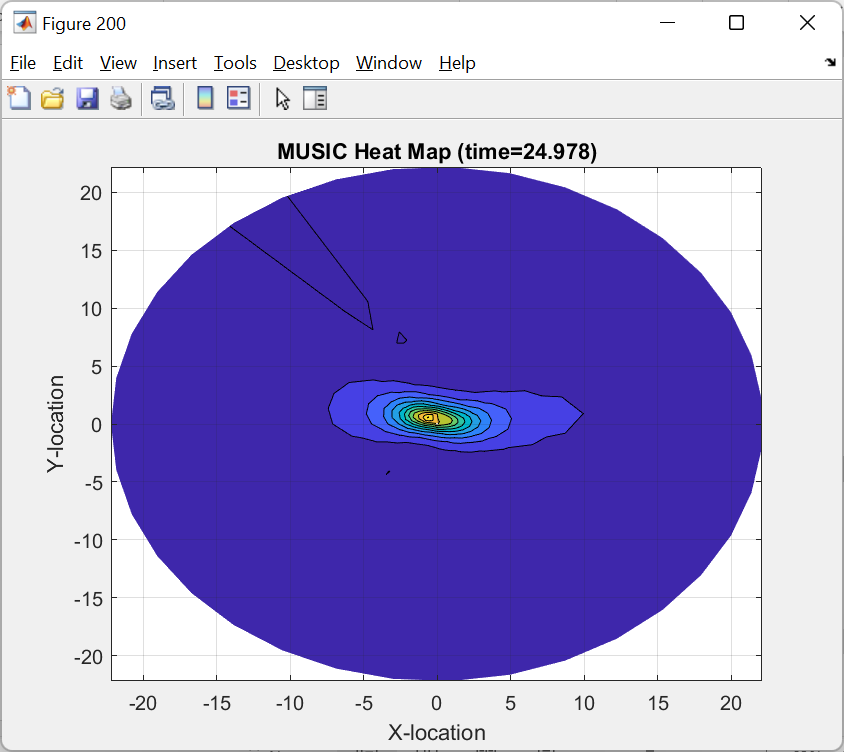 Figure 200
File Edit View Insert Tools Desktop Window Help
MUSIC Heat Map (time=24.978)
20
15
10
5
0
-5
-10
-15
-20
Y-location
-20 -15 -10 -5 0 5 10 15 20
X-location